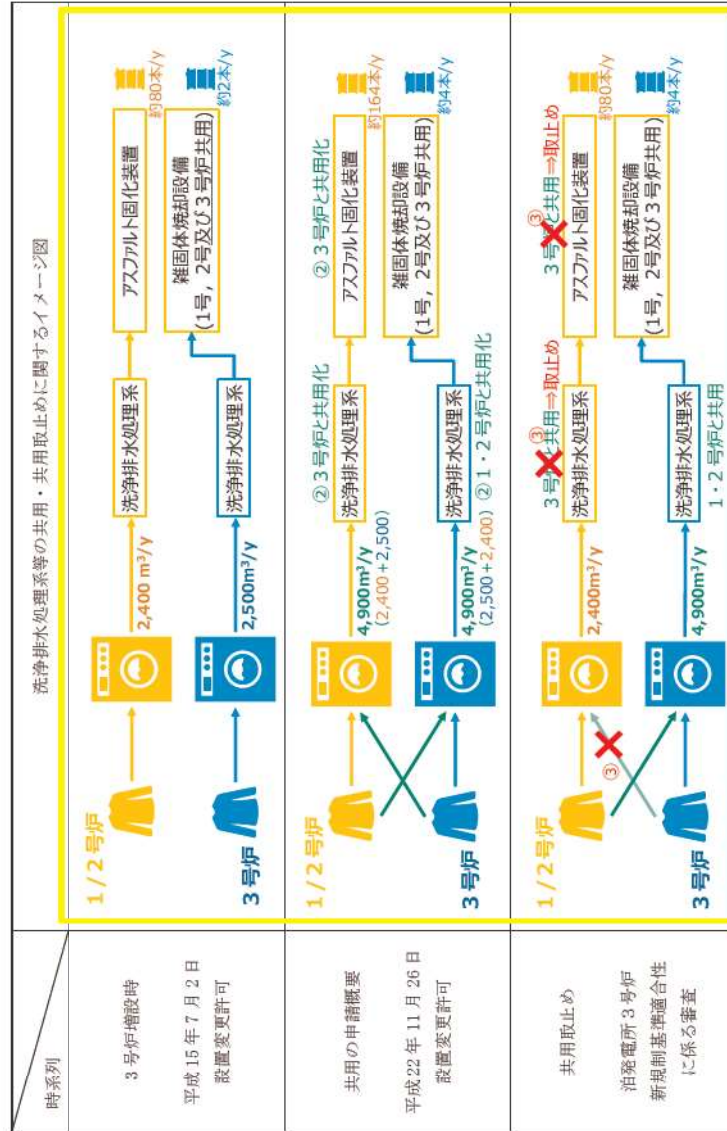 時系列
洗浄排水処理系等の共用・共用取止めに関するイメージ図
3号炉増設時
平成15年7月2日
設置変更許可
1/2号炉
2,400 m³/y
洗浄排水処理系
アスファルト固化装置
約80本/y
3号炉
2,500m³/y
洗浄排水処理系
雑固体焼却設備
(1号,2号及び3号炉共用)
約2本/y
共用の申請概要
平成22年11月26日
設置変更許可
1/2号炉
4,900m³/y
(2,400+2,500)
②3号炉と共用化
洗浄排水処理系
②3号炉と共用化
アスファルト固化装置
約164本/y
3号炉
4,900m³/y
(2,500+2,400)
洗浄排水処理系
②1・2号炉と共用化
雑固体焼却設備
(1号,2号及び3号炉共用)
約4本/y
共用取止め
泊発電所3号炉
新規制基準適合性
に係る審査
1/2号炉
③
2,400m³/y
③
3号炉と共用⇒取止め
洗浄排水処理系
③
3号炉と共用⇒取止め
アスファルト固化装置
約80本/y
3号炉
4,900m³/y
洗浄排水処理系
1・2号炉と共用
雑固体焼却設備
(1号,2号及び3号炉共用)
約4本/y